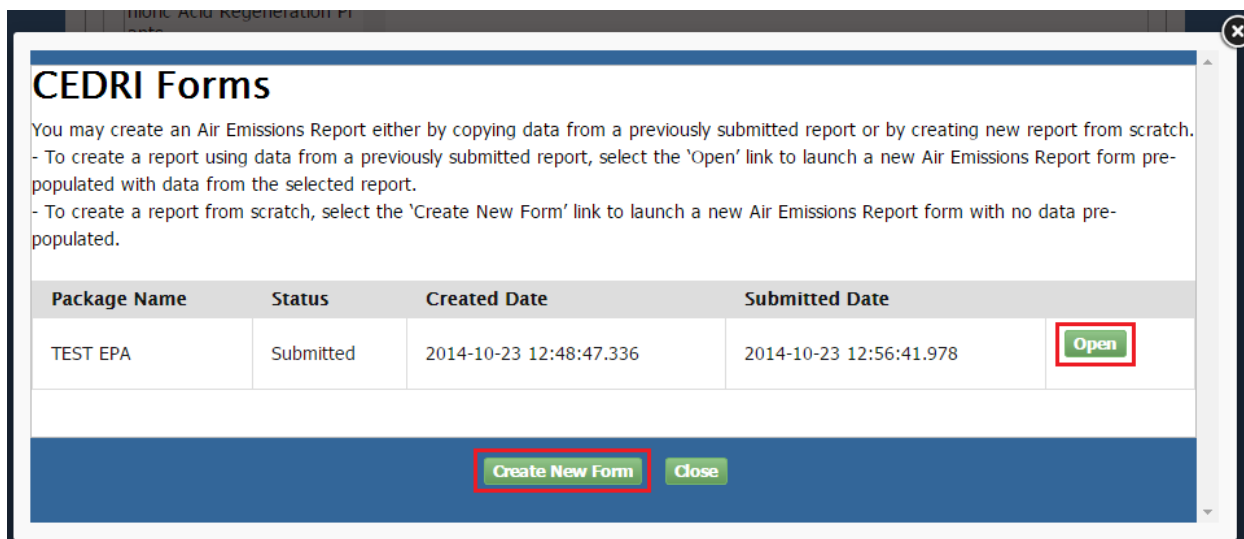 Acid Regeneration Pl
CEDRI Forms
You may create an Air Emissions Report either by copying data from a previously submitted report or by creating new report from scratch.
- To create a report using data from a previously submitted report, select the ‘Open’ link to launch a new Air Emissions Report form pre-
populated with data from the selected report.
- To create a report from scratch, select the ‘Create New Form’ link to launch a new Air Emissions Report form with no data pre-
populated.
Package Name Status Created Date Submitted Date
TEST EPA Submitted 2014-10-23 12:48:47.336 2014-10-23 12:56:41.978 Open
Create New Form Close